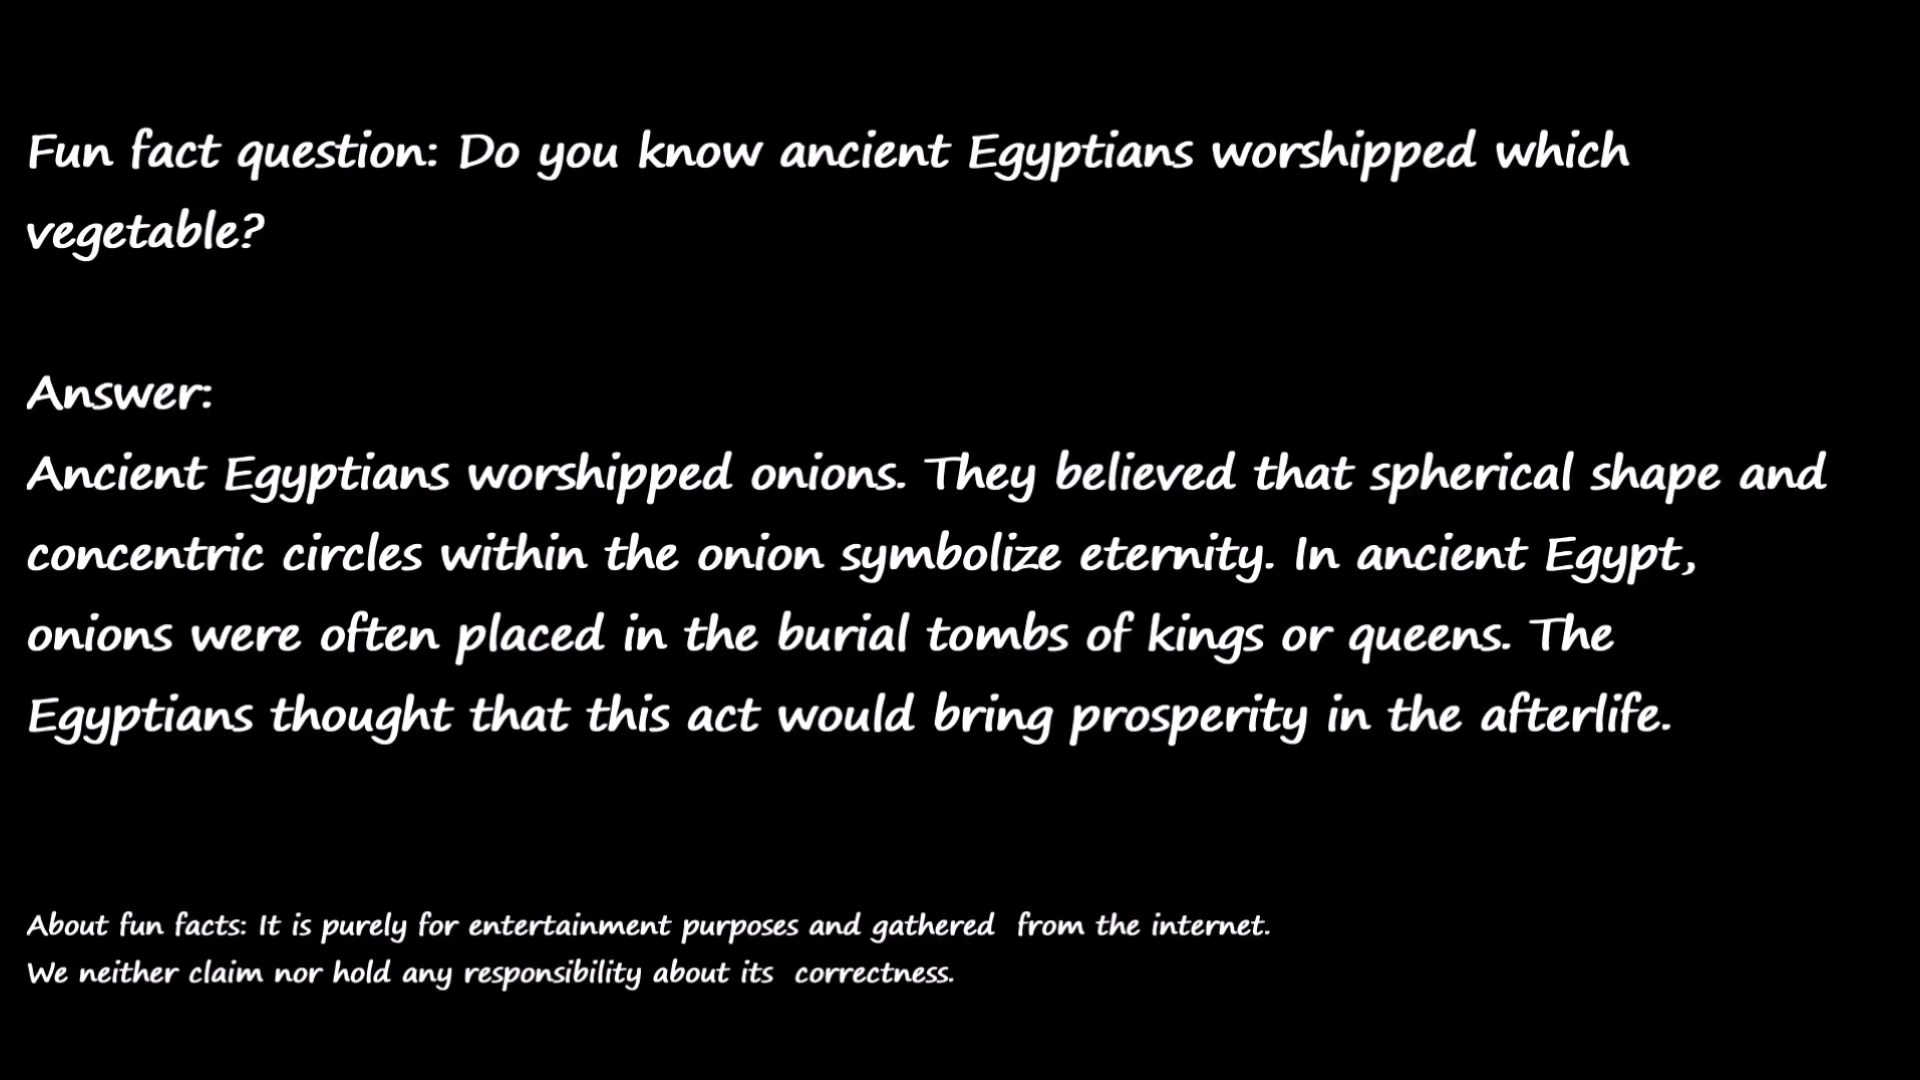 Fun fact question: Do you know ancient Egyptians worshipped which
vegetable?
Answer:
Ancient Egyptians worshipped onions. They believed that spherical shape and
concentric circles within the onion symbolize eternity. In ancient Egypt,
onions were often placed in the burial tombs of kings or queens. The
Egyptians thought that this act would bring prosperity in the afterlife.
About fun facts: It is purely for entertainment purposes and gathered from the internet.
We neither claim nor hold any responsibility about its correctness.